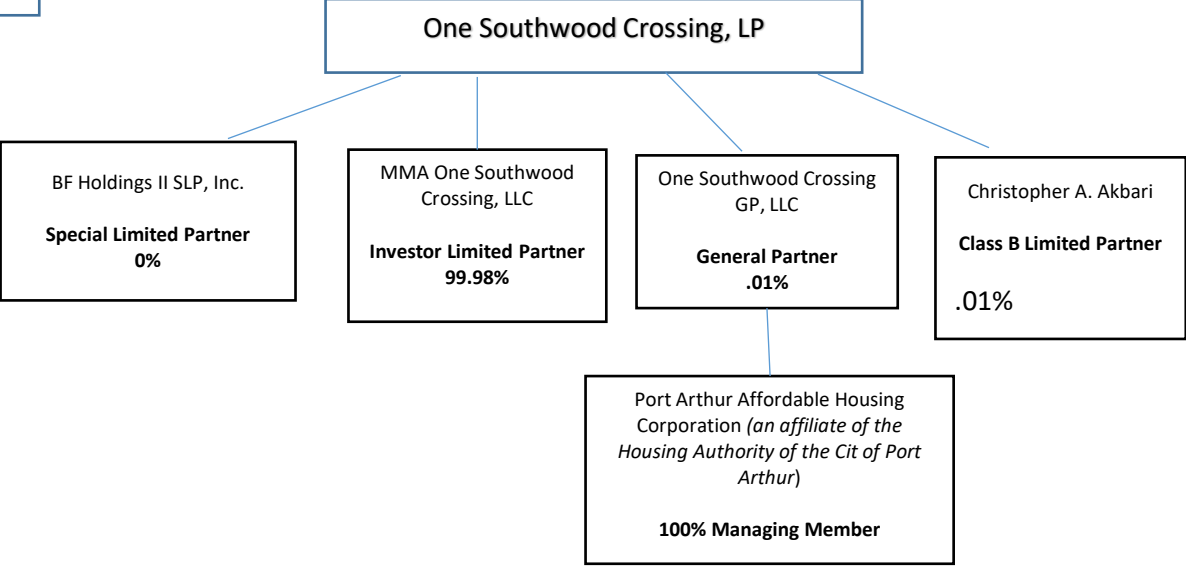 One Southwood Crossing, LP
BF Holdings II SLP, Inc.
Special Limited Partner
0%
MMA One Southwood
Crossing, LLC
Investor Limited Partner
99.98%
One Southwood Crossing
GP, LLC
General Partner
.01%
Christopher A. Akbari
Class B Limited Partner
.01%
Port Arthur Affordable Housing
Corporation (an affiliate of the
Housing Authority of the Cit of Port
Arthur)
100% Managing Member